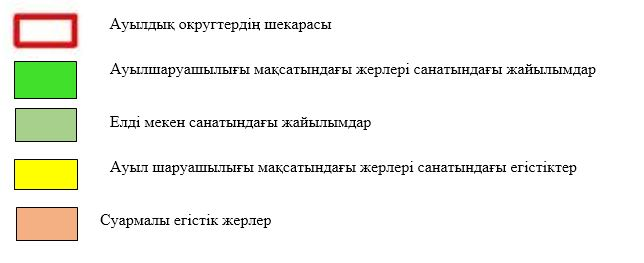 Ауылдық округтердің шекарасы
Ауылшаруашылығы мақсатындағы жерлері санатындағы жайылымдар
Елді мекен санатындағы жайылымдар
Ауыл шаруашылығы мақсатындағы жерлері санатындағы егістіктер
Суармалы егістік жерлер